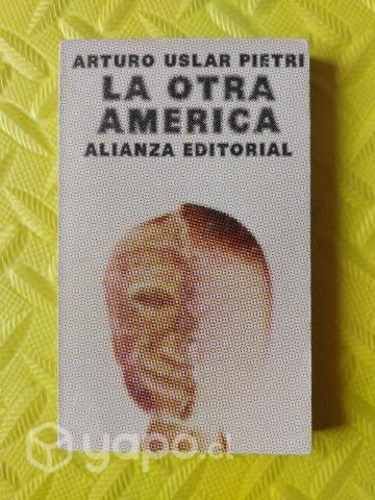 ARTURO USLAR PIETRI
LA OTRA
AMERICA
ALIANZA EDITORIAL
yapo.cl